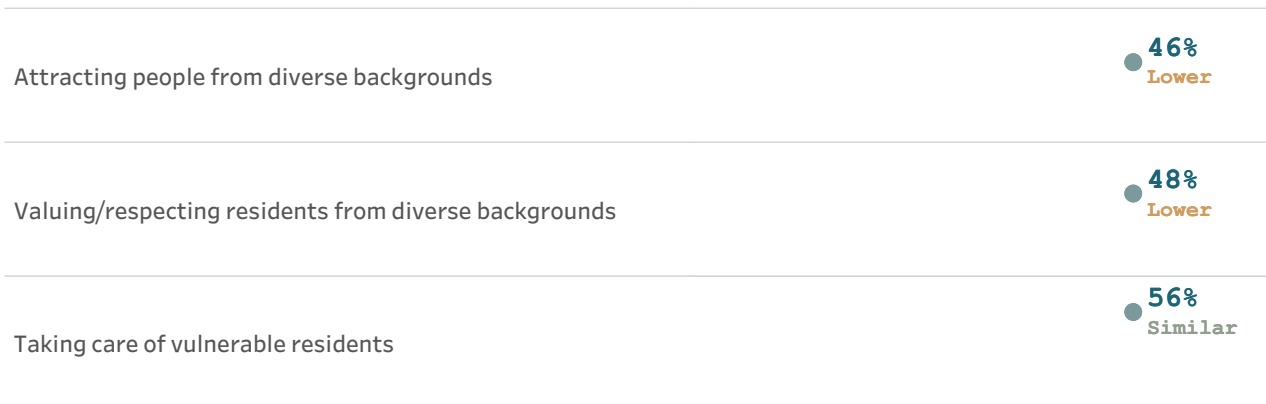 46%
Attracting people from diverse backgrounds
Lower
48%
Valuing/respecting residents from diverse backgrounds
Lower
56%
Similar
Taking care of vulnerable residents